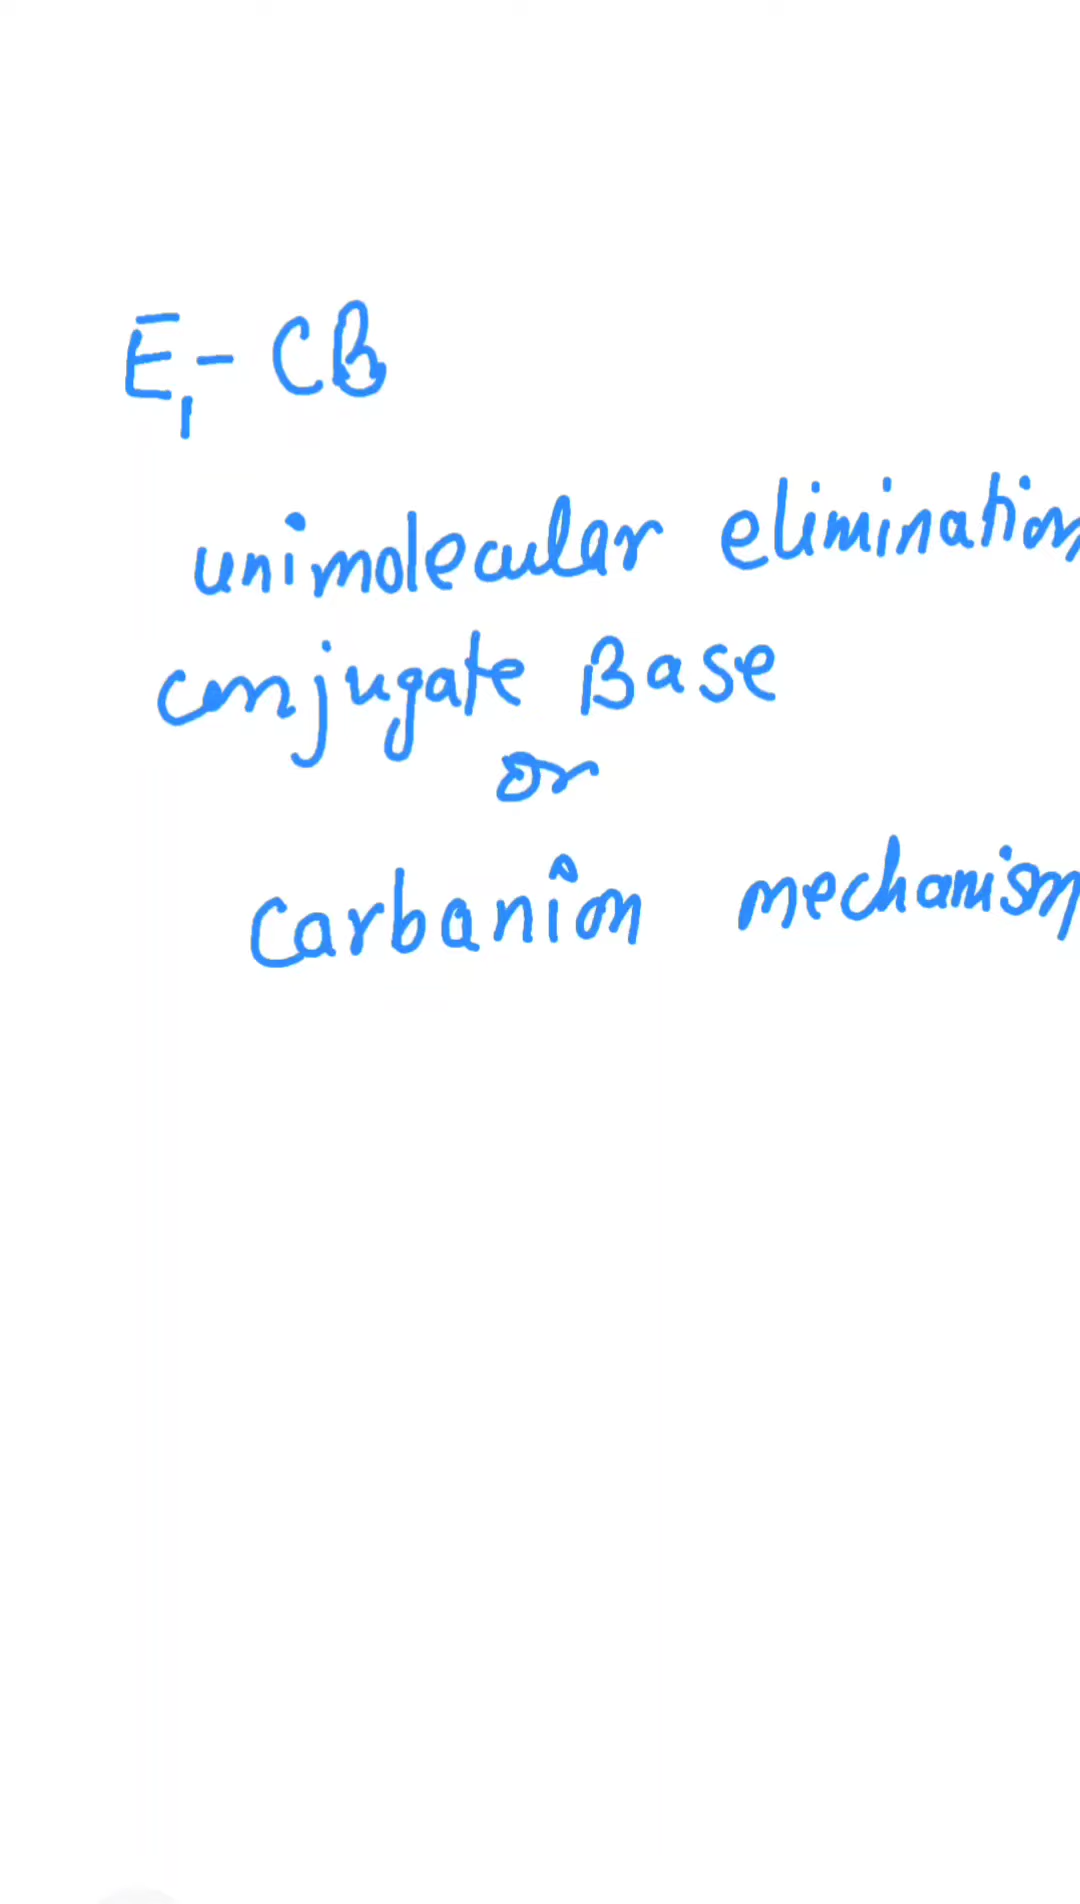 E₁- CB
unimolecular elimination
conjugate Base
or
carbanion mechanism